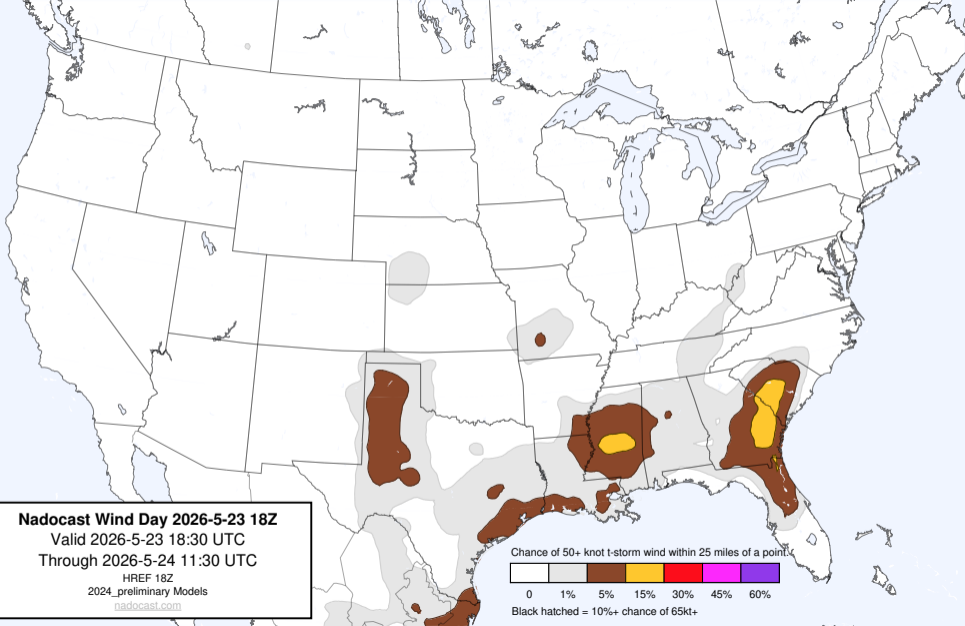 Nadocast Wind Day 2026-5-23 18Z
Valid 2026-5-23 18:30 UTC
Through 2026-5-24 11:30 UTC
HREF 18Z
2024_preliminary Models
nadocast.com
Chance of 50+ knot t-storm wind within 25 miles of a point.
0 1% 5% 15% 30% 45% 60%
Black hatched = 10%+ chance of 65kt+